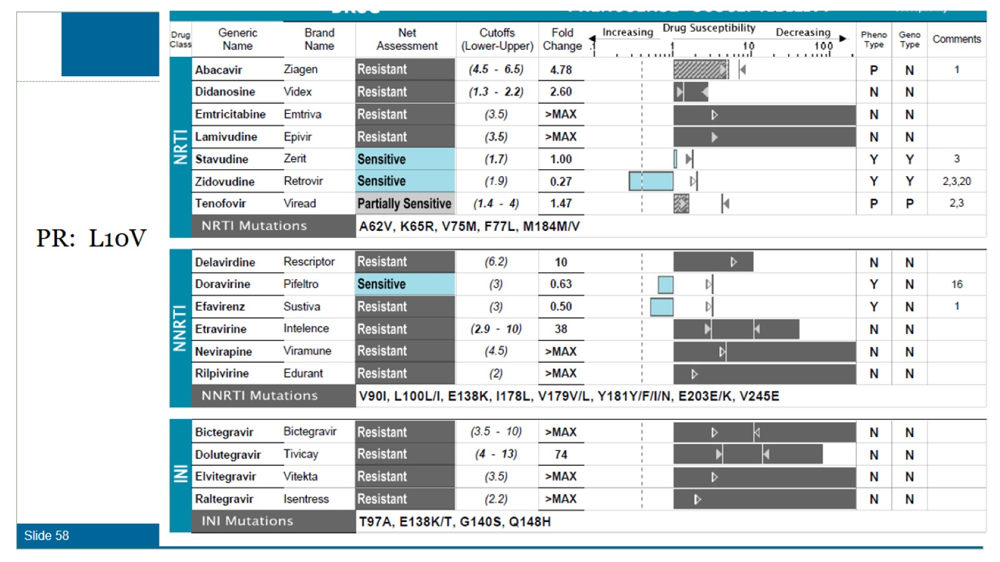 Drug Class Generic Name Brand Name Net Assessment Cutoffs (Lower-Upper) Fold Change Increasing Drug Susceptibility Decreasing Pheno Type Geno Type Comments
.1 1 10 100
NRTI
Abacavir Ziagen Resistant (4.5 - 6.5) 4.78 P N 1
Didanosine Videx Resistant (1.3 - 2.2) 2.60 N N
Emtricitabine Emtriva Resistant (3.5) >MAX N N
Lamivudine Epivir Resistant (3.5) >MAX N N
Stavudine Zerit Sensitive (1.7) 1.00 Y Y 3
Zidovudine Retrovir Sensitive (1.9) 0.27 Y Y 2,3,20
Tenofovir Viread Partially Sensitive (1.4 - 4) 1.47 P P 2,3
NRTI Mutations A62V, K65R, V75M, F77L, M184M/V
PR: L10V
NNRTI
Delavirdine Rescriptor Resistant (6.2) 10 N N
Doravirine Pifeltro Sensitive (3) 0.63 Y N 16
Efavirenz Sustiva Resistant (3) 0.50 Y N 1
Etravirine Intelence Resistant (2.9 - 10) 38 N N
Nevirapine Viramune Resistant (4.5) >MAX N N
Rilpivirine Edurant Resistant (2) >MAX N N
NNRTI Mutations V90I, L100L/I, E138K, I178L, V179V/L, Y181Y/F/I/N, E203E/K, V245E
INI
Bictegravir Bictegravir Resistant (3.5 - 10) >MAX N N
Dolutegravir Tivicay Resistant (4 - 13) 74 N N
Elvitegravir Vitekta Resistant (3.5) >MAX N N
Raltegravir Isentress Resistant (2.2) >MAX N N
INI Mutations T97A, E138K/T, G140S, Q148H
Slide 58